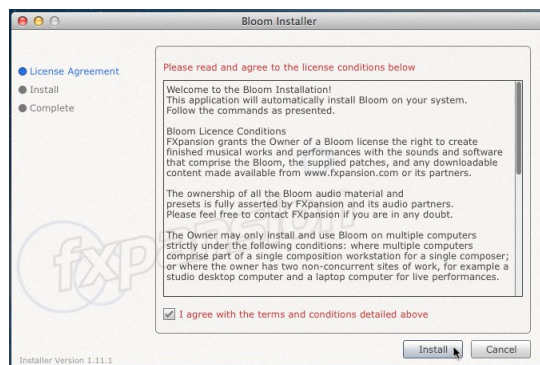 Bloom Installer
License Agreement
Install
Complete
Please read and agree to the license conditions below
Welcome to the Bloom Installation!
This application will automatically install Bloom on your system.
Follow the commands as presented.
Bloom Licence Conditions
FXpansion grants the Owner of a Bloom license the right to create
finished musical works and performances with the sounds and software
that comprise the Bloom, the supplied patches, and any downloadable
content made available from www.fxpansion.com or its partners.
The ownership of all the Bloom audio material and
presets is fully asserted by FXpansion and its audio partners.
Please feel free to contact FXpansion if you are in any doubt.
The Owner may only install and use Bloom on multiple computers
strictly under the following conditions: where multiple computers
comprise part of a single composition workstation for a single composer;
or where the owner has two non-concurrent sites of work, for example a
studio desktop computer and a laptop computer for live performances.
fxpansion
I agree with the terms and conditions detailed above
Install
Cancel
Installer Version 1.11.1